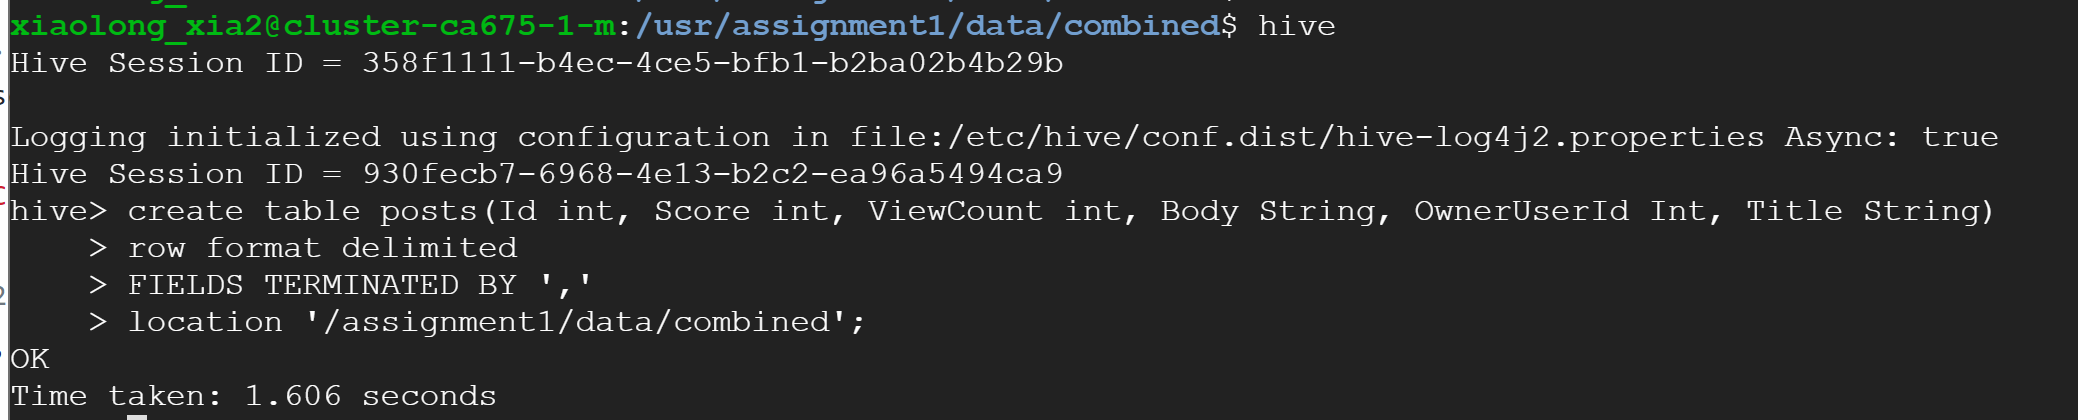 xiaolong_xia2@cluster-ca675-1-m:/usr/assignment1/data/combined$ hive
Hive Session ID = 358f1111-b4ec-4ce5-bfb1-b2ba02b4b29b
Logging initialized using configuration in file:/etc/hive/conf.dist/hive-log4j2.properties Async: true
Hive Session ID = 930fecb7-6968-4e13-b2c2-ea96a5494ca9
hive> create table posts(Id int, Score int, ViewCount int, Body String, OwnerUserId Int, Title String)
    > row format delimited
    > FIELDS TERMINATED BY ','
    > location '/assignment1/data/combined';
OK
Time taken: 1.606 seconds